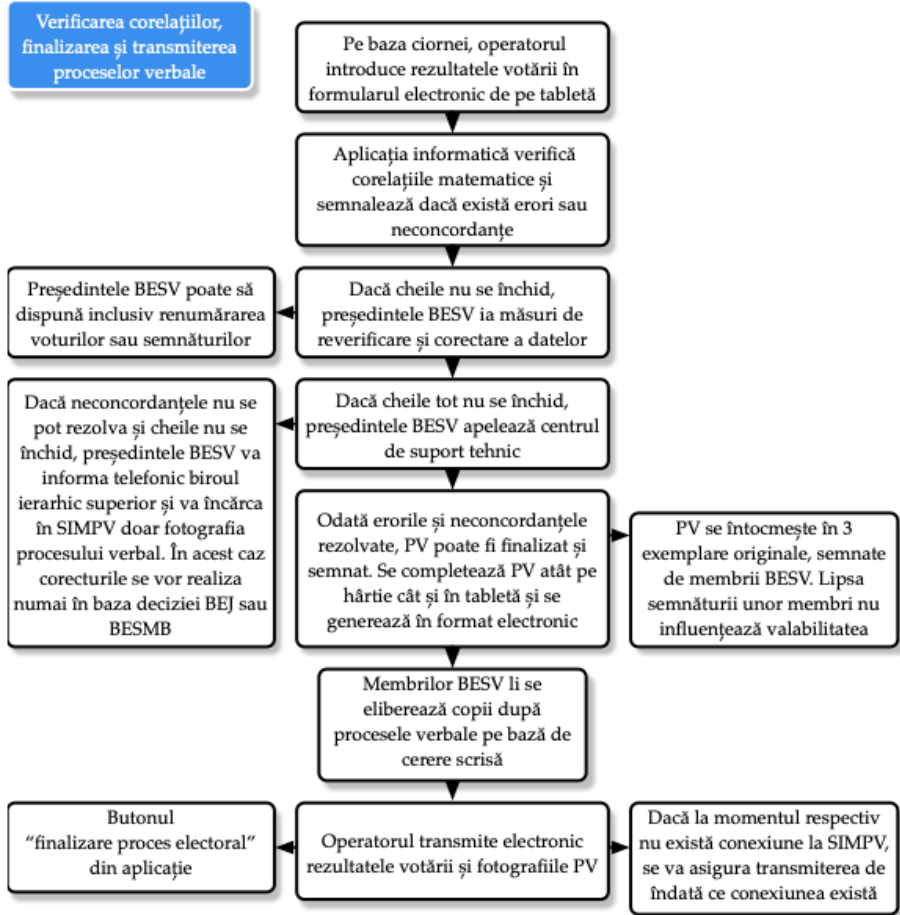 Verificarea corelațiilor,
finalizarea și transmiterea
proceselor verbale
Pe baza ciornei, operatorul
introduce rezultatele votării în
formularul electronic de pe tabletă
Aplicația informatică verifică
corelațiile matematice și
semnalează dacă există erori sau
neconcordanțe
Președintele BESV poate să
dispună inclusiv renumărarea
voturilor sau semnăturilor
Dacă cheile nu se închid,
președintele BESV ia măsuri de
reverificare și corectare a datelor
Dacă neconcordanțele nu se
pot rezolva și cheile nu se
închid, președintele BESV va
informa telefonic biroul
ierarhic superior și va încărca
în SIMPV doar fotografia
procesului verbal. În acest caz
corecturile se vor realiza
numai în baza deciziei BEJ sau
BESMB
Dacă cheile tot nu se închid,
președintele BESV apelează centrul
de suport tehnic
Odată erorile și neconcordanțele
rezolvate, PV poate fi finalizat și
semnat. Se completează PV atât pe
hârtie cât și în tabletă și se
generează în format electronic
PV se întocmește în 3
exemplare originale, semnate
de membrii BESV. Lipsa
semnăturii unor membri nu
influențează valabilitatea
Membrilor BESV li se
eliberează copii după
procesele verbale pe bază de
cerere scrisă
Butonul
“finalizare proces electoral”
din aplicație
Operatorul transmite electronic
rezultatele votării și fotografiile PV
Dacă la momentul respectiv
nu există conexiune la SIMPV,
se va asigura transmiterea de
îndată ce conexiunea există